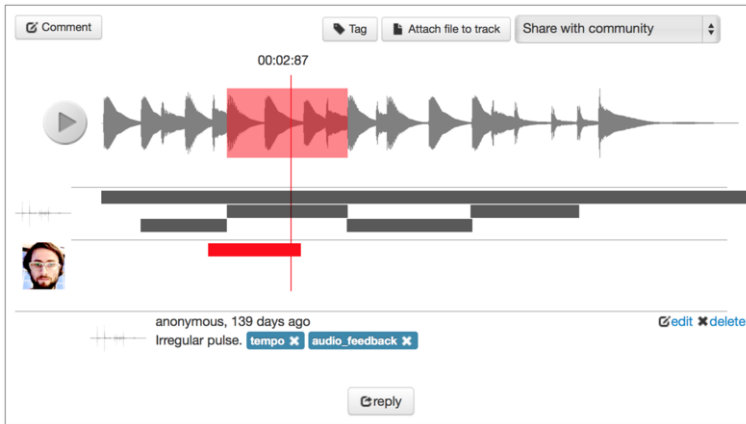 Comment
Tag
Attach file to track
Share with community
00:02:87
anonymous, 139 days ago
edit ✖delete
Irregular pulse. tempo ✖ audio_feedback ✖
reply